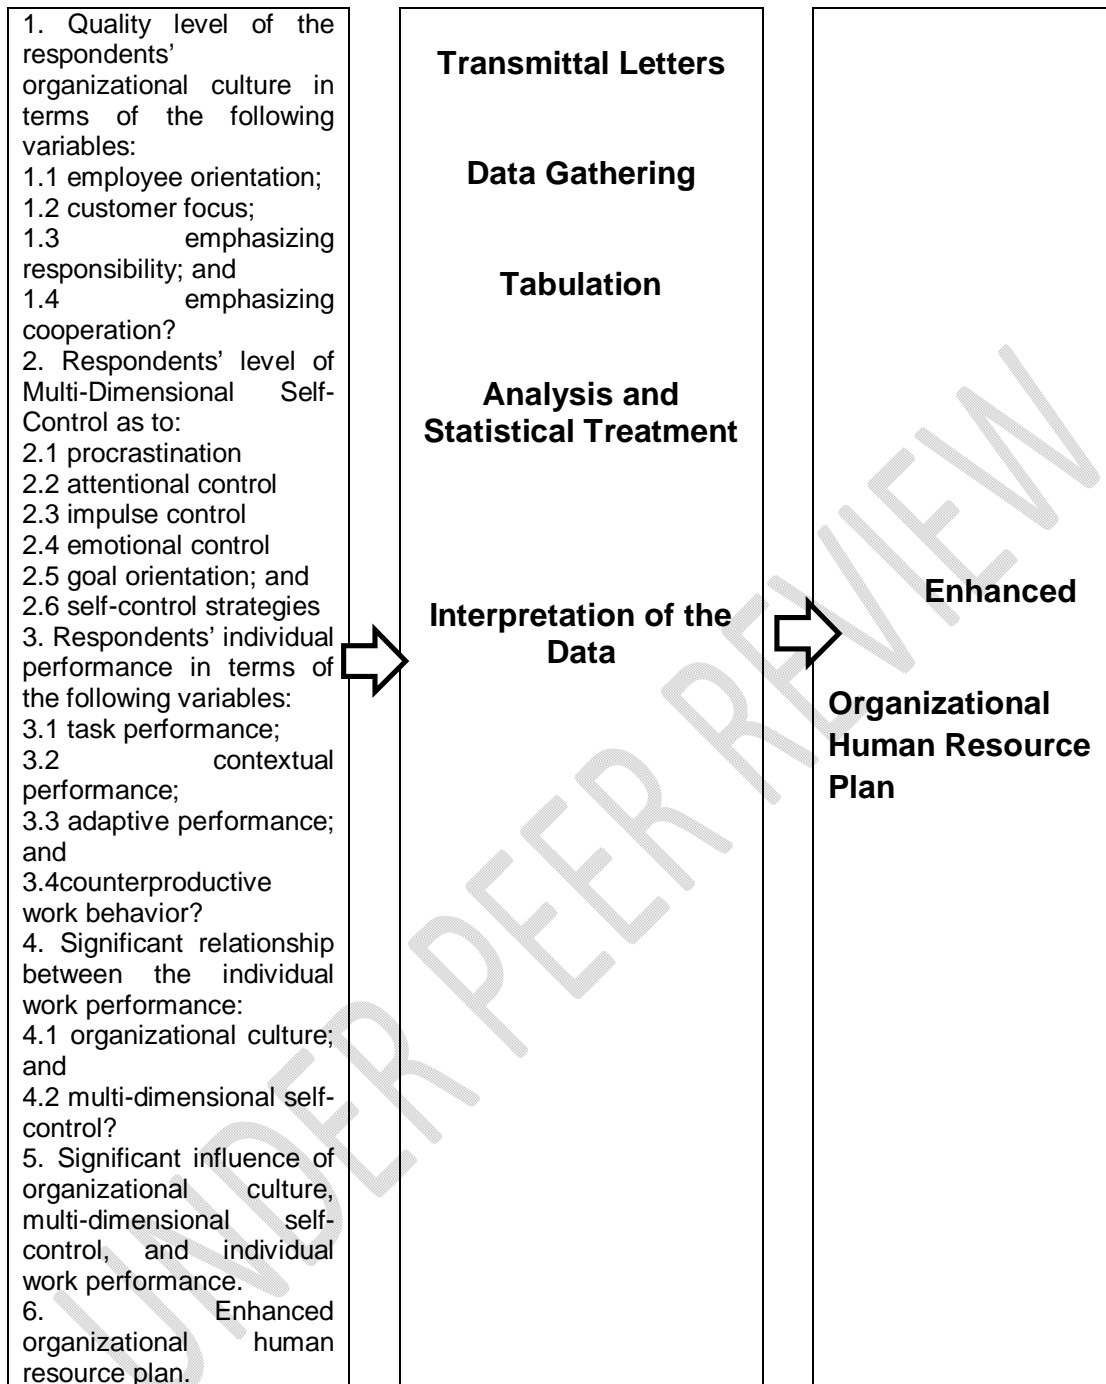 1. Quality level of the
respondents’
organizational culture in
terms of the following
variables:
1.1 employee orientation;
1.2 customer focus;
1.3 emphasizing
responsibility; and
1.4 emphasizing
cooperation?
2. Respondents’ level of
Multi-Dimensional Self-
Control as to:
2.1 procrastination
2.2 attentional control
2.3 impulse control
2.4 emotional control
2.5 goal orientation; and
2.6 self-control strategies
3. Respondents’ individual
performance in terms of
the following variables:
3.1 task performance;
3.2 contextual
performance;
3.3 adaptive performance;
and
3.4counterproductive
work behavior?
4. Significant relationship
between the individual
work performance:
4.1 organizational culture;
and
4.2 multi-dimensional self-
control?
5. Significant influence of
organizational culture,
multi-dimensional self-
control, and individual
work performance.
6. Enhanced
organizational human
resource plan.
Transmittal Letters
Data Gathering
Tabulation
Analysis and
Statistical Treatment
Interpretation of the
Data
Enhanced
Organizational
Human Resource
Plan
UNDER PEER REVIEW